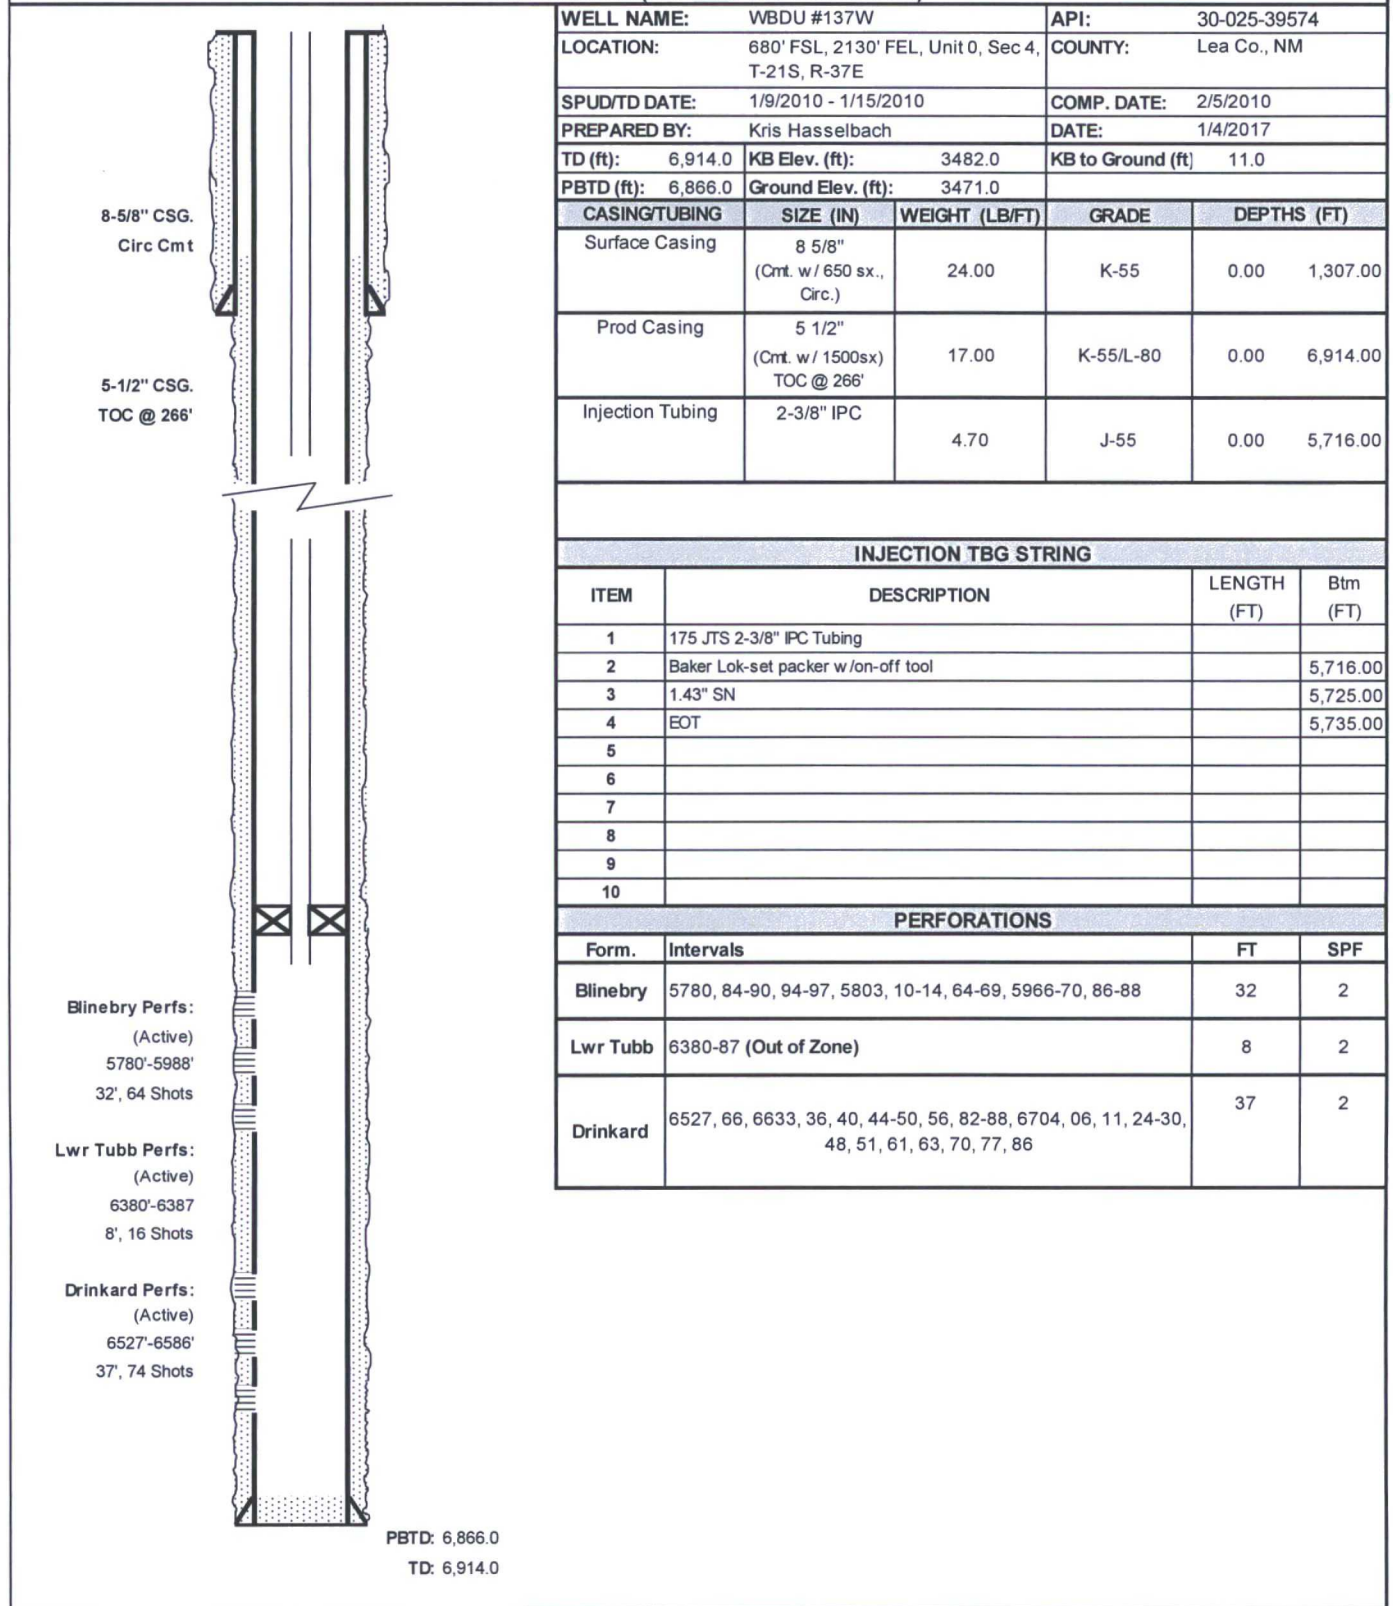 WELL NAME: WBDU #137W API: 30-025-39574
LOCATION: 680' FSL, 2130' FEL, Unit 0, Sec 4, COUNTY: Lea Co., NM
T-21S, R-37E
SPUD/TD DATE: 1/9/2010 - 1/15/2010 COMP. DATE: 2/5/2010
PREPARED BY: Kris Hasselbach DATE: 1/4/2017
TD (ft): 6,914.0 KB Elev. (ft): 3482.0 KB to Ground (ft) 11.0
PBTD (ft): 6,866.0 Ground Elev. (ft): 3471.0
CASING/TUBING SIZE (IN) WEIGHT (LB/FT) GRADE DEPTHS (FT)
Surface Casing 8 5/8"
(Cmt. w/ 650 sx., 24.00 K-55 0.00 1,307.00
Circ.)
Prod Casing 5 1/2"
(Cmt. w/ 1500sx) 17.00 K-55/L-80 0.00 6,914.00
TOC @ 266'
Injection Tubing 2-3/8" IPC
4.70 J-55 0.00 5,716.00
INJECTION TBG STRING
ITEM DESCRIPTION LENGTH Btm
(FT) (FT)
1 175 JTS 2-3/8" IPC Tubing
2 Baker Lok-set packer w/on-off tool 5,716.00
3 1.43" SN 5,725.00
4 EOT 5,735.00
5
6
7
8
9
10
PERFORATIONS
Form. Intervals FT SPF
Blinebry 5780, 84-90, 94-97, 5803, 10-14, 64-69, 5966-70, 86-88 32 2
Lwr Tubb 6380-87 (Out of Zone) 8 2
Drinkard 6527, 66, 6633, 36, 40, 44-50, 56, 82-88, 6704, 06, 11, 24-30, 37 2
48, 51, 61, 63, 70, 77, 86
8-5/8" CSG.
Circ Cmt
5-1/2" CSG.
TOC @ 266'
Blinebry Perfs:
(Active)
5780'-5988'
32', 64 Shots
Lwr Tubb Perfs:
(Active)
6380'-6387
8', 16 Shots
Drinkard Perfs:
(Active)
6527'-6586'
37', 74 Shots
PBTD: 6,866.0
TD: 6,914.0